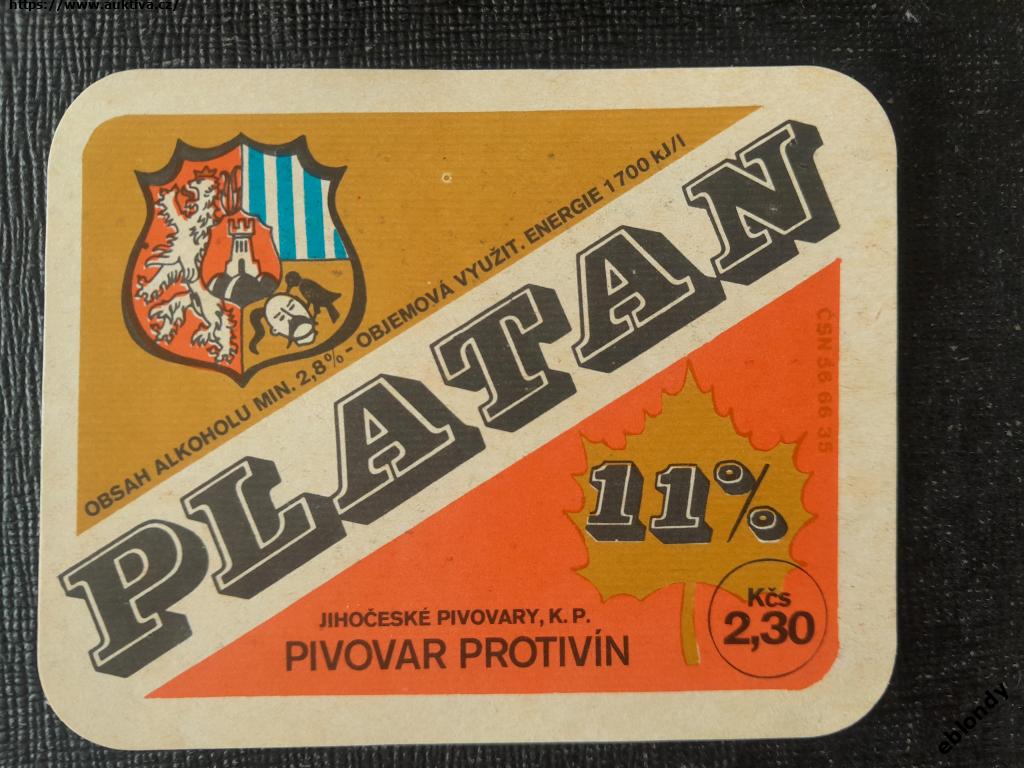 https://www.auktiva.cz/
OBSAH ALKOHOLU MIN. 2,8% - OBJEMOVÁ VYUŽIT. ENERGIE 1700 kJ/l
PLATAN
ČSN 56 66 35
11%
Kčs
2,30
JIHOČESKÉ PIVOVARY, K. P.
PIVOVAR PROTIVÍN
eblondy